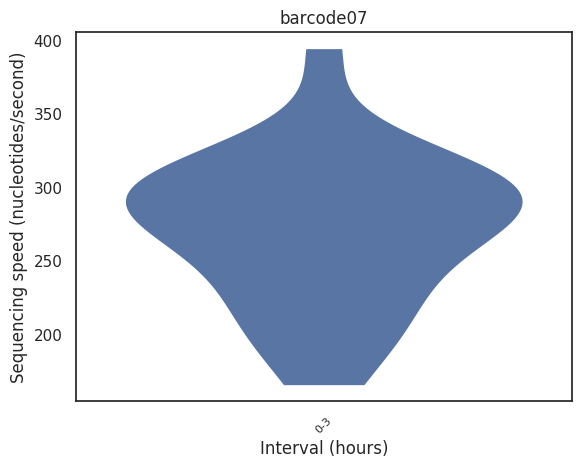 barcode07
400
350
300
250
200
Sequencing speed (nucleotides/second)
0-3
Interval (hours)